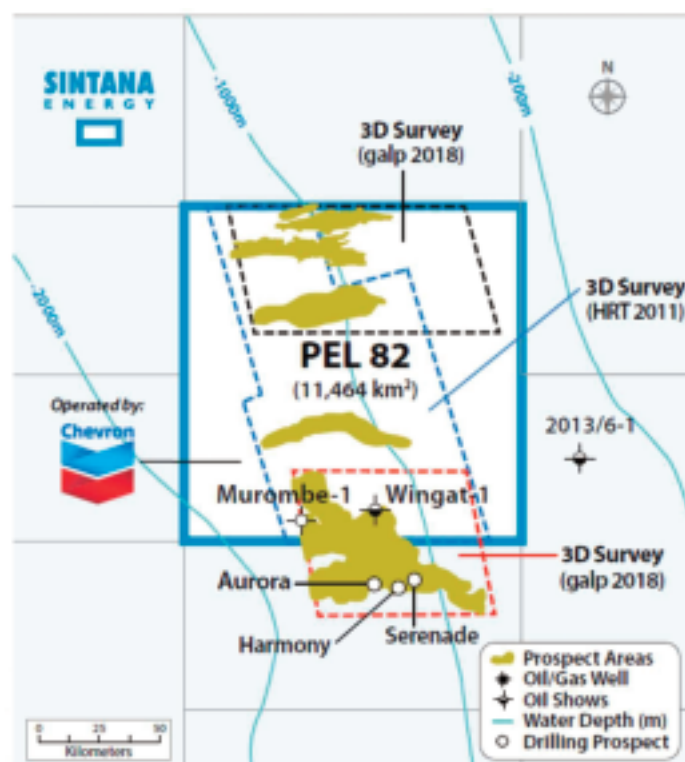 SINTANA
ENERGY
-1000m
-200m
N
3D Survey
(galp 2018)
-2000m
3D Survey
(HRT 2011)
PEL 82
(11,464 km²)
Operated by:
Chevron
2013/6-1
Murombe-1
Wingat-1
3D Survey
(galp 2018)
Aurora
Harmony
Serenade
Prospect Areas
Oil/Gas Well
Oil Shows
Water Depth (m)
Drilling Prospect
0 25 50
Kilometers